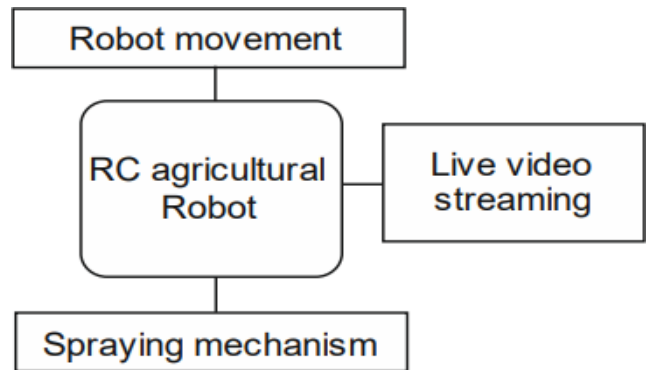 Robot movement
RC agricultural
Robot
Live video
streaming
Spraying mechanism